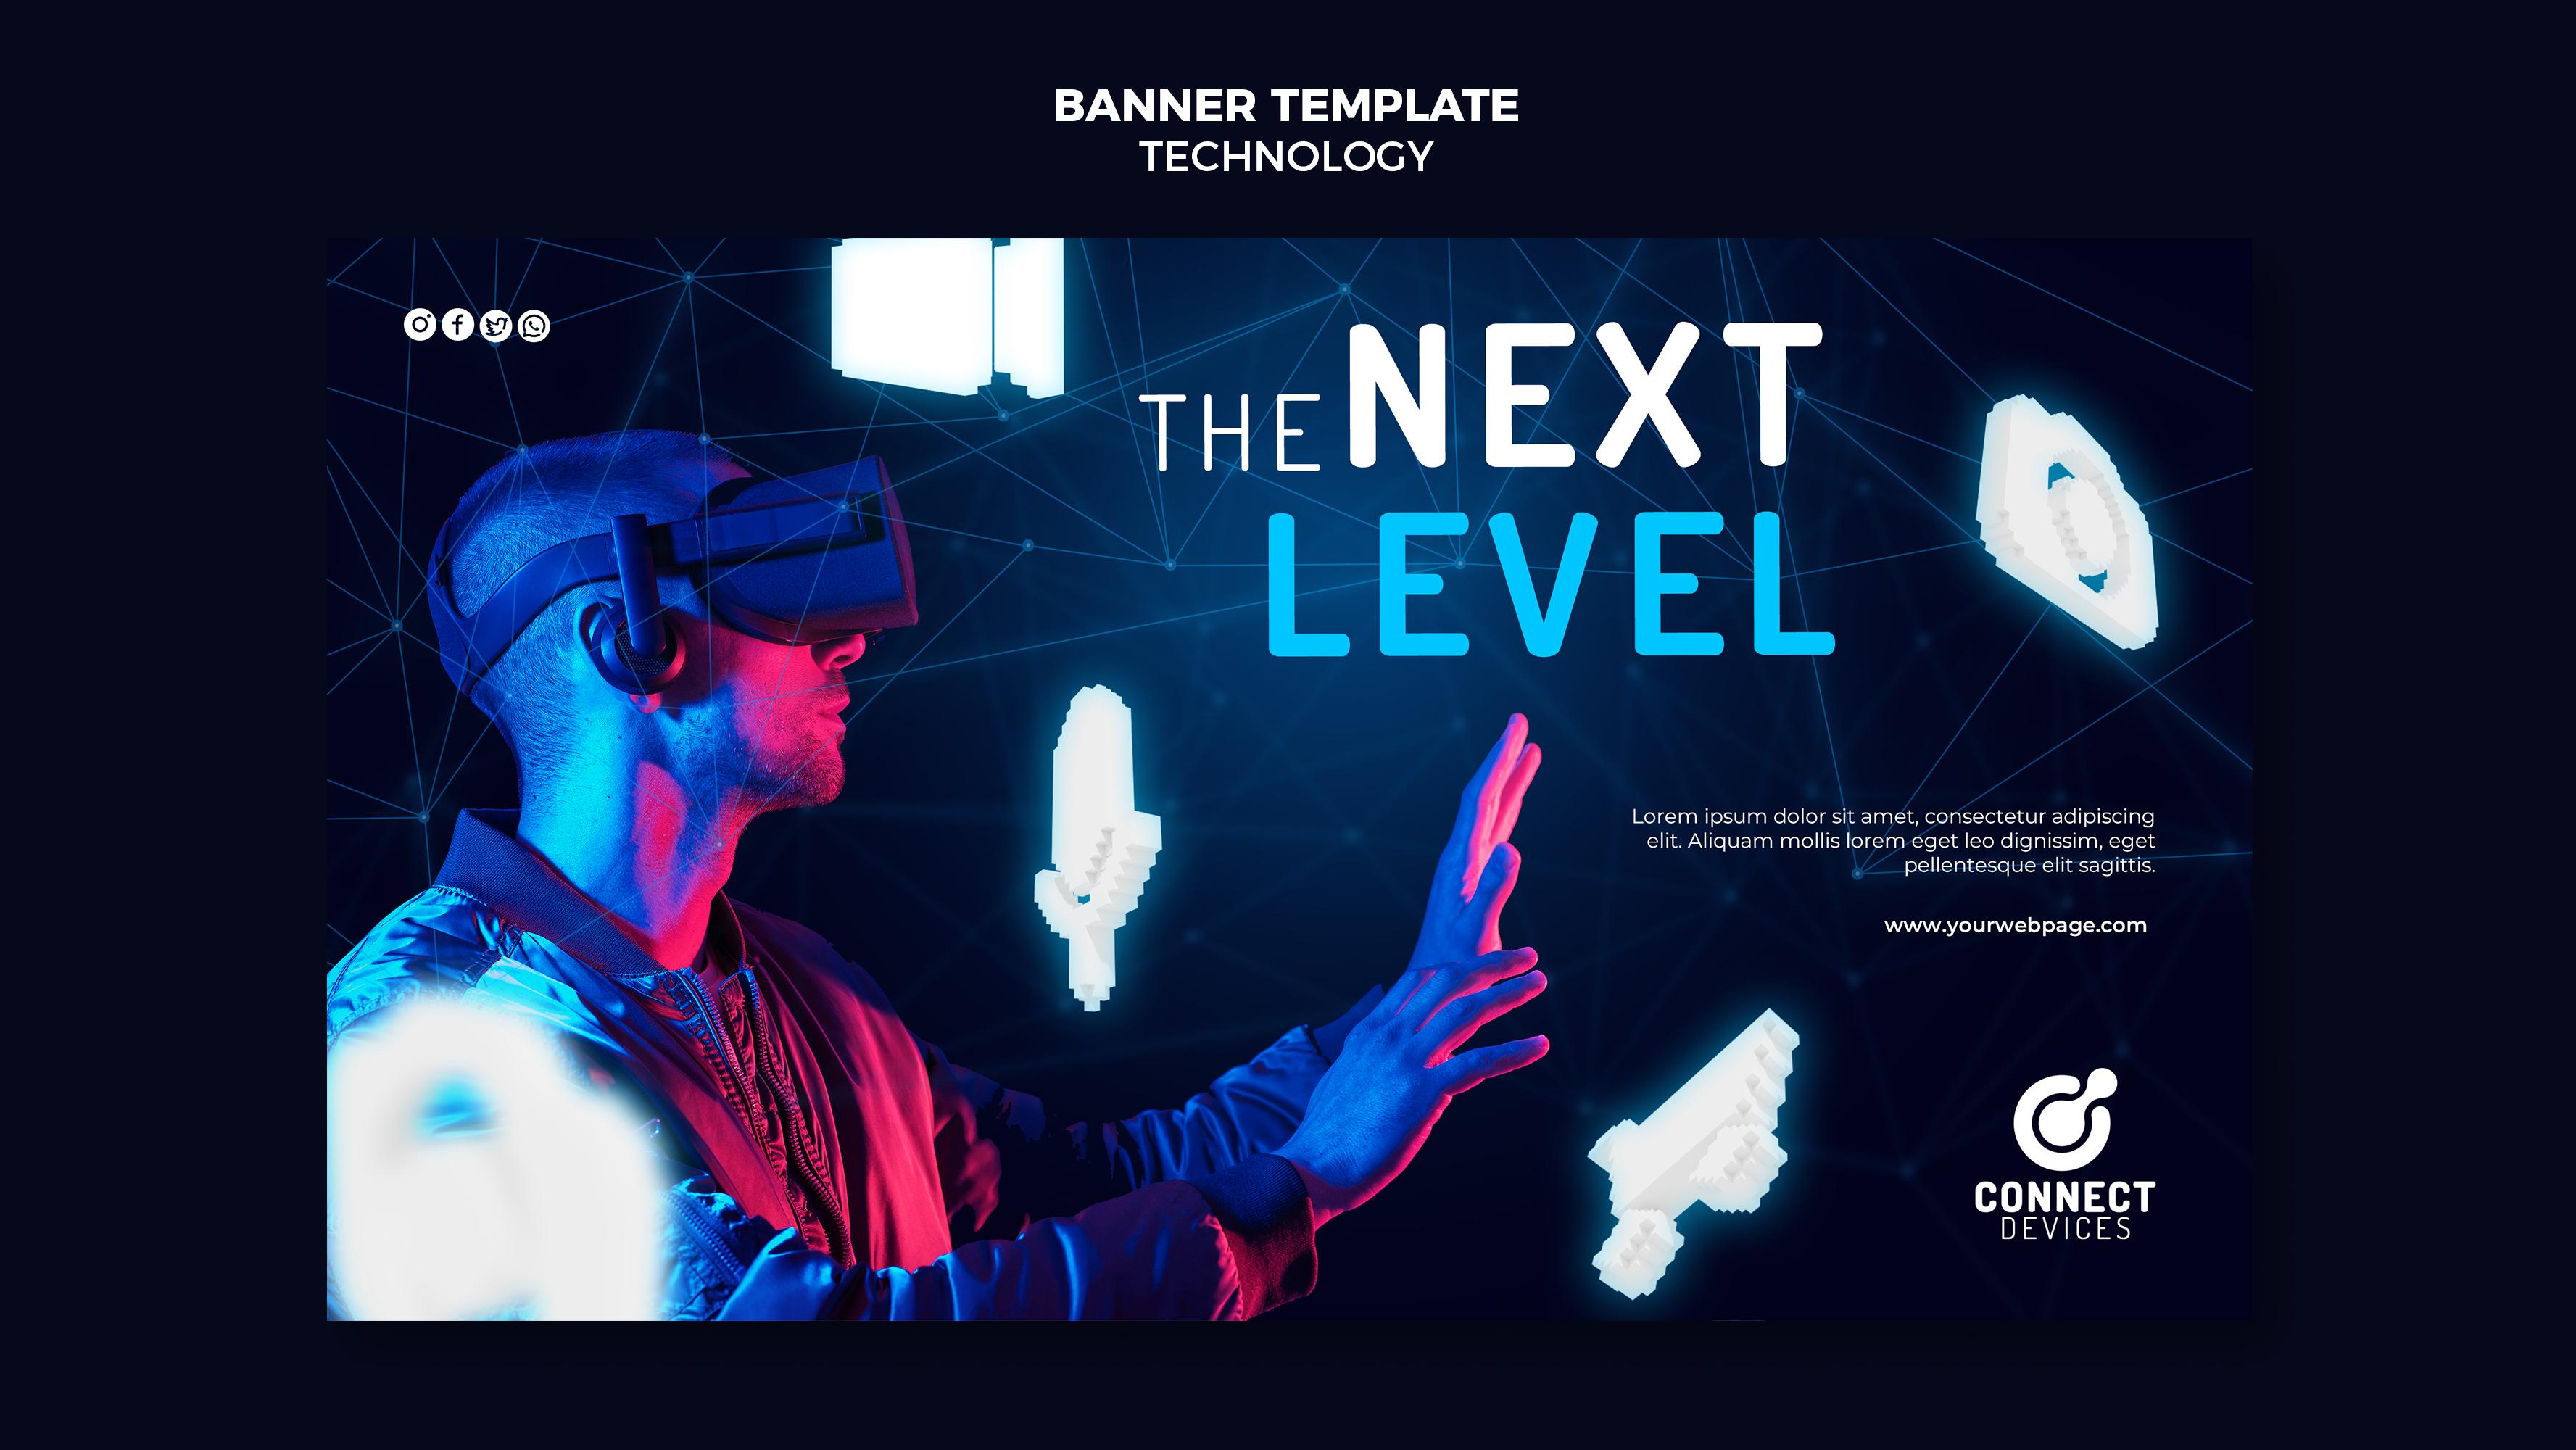 BANNER TEMPLATE
TECHNOLOGY
THE NEXT
LEVEL
Lorem ipsum dolor sit amet, consectetur adipiscing
elit. Aliquam mollis lorem eget leo dignissim, eget
pellentesque elit sagittis.
www.yourwebpage.com
CONNECT
DEVICES